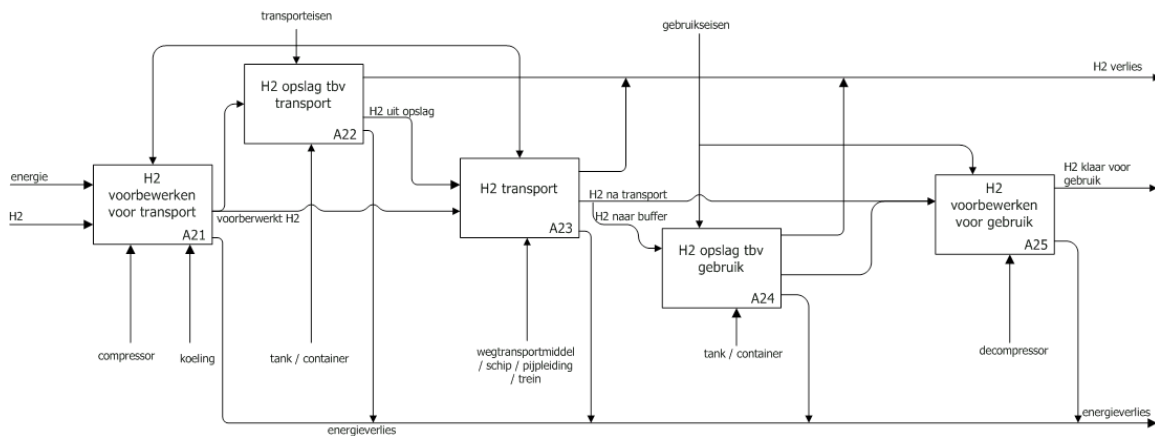 transporteisen
gebruikseisen
H2 opslag tbv
transport
A22
H2 verlies
H2 uit opslag
energie
H2
H2
voorbewerken
voor transport
A21
voorberwerkt H2
H2 transport
A23
H2 na transport
H2 naar buffer
H2 opslag tbv
gebruik
A24
H2
voorbewerken
voor gebruik
A25
H2 klaar voor
gebruik
compressor
koeling
tank / container
wegtransportmiddel
/ schip / pijpleiding
/ trein
tank / container
decompressor
energieverlies
energieverlies